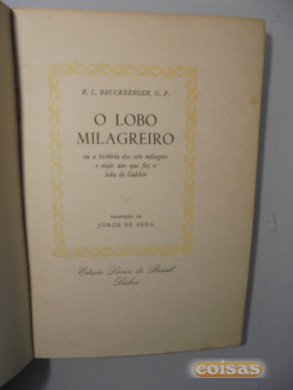 R. L. BRUCKBERGER, O. P.
O LOBO
MILAGREIRO
ou a história dos sete milagres
e mais um que fez o
lobo de Gubbio
TRADUÇÃO DE
JORGE DE SENA
Edição Livros do Brasil
Lisboa
coisas